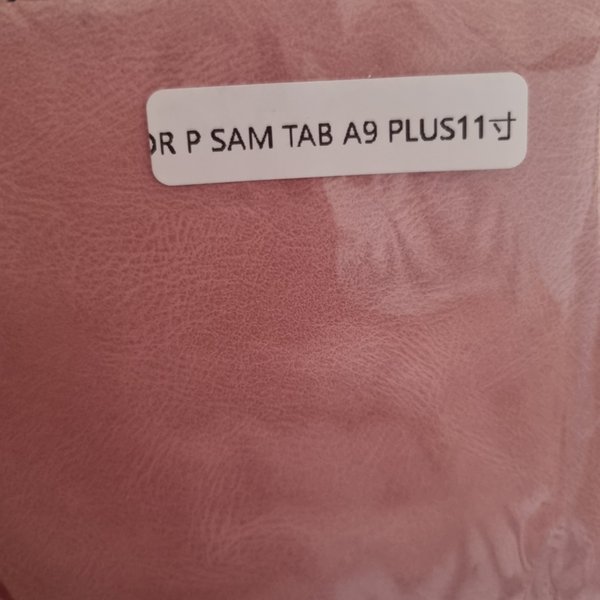 OR P SAM TAB A9 PLUS11寸